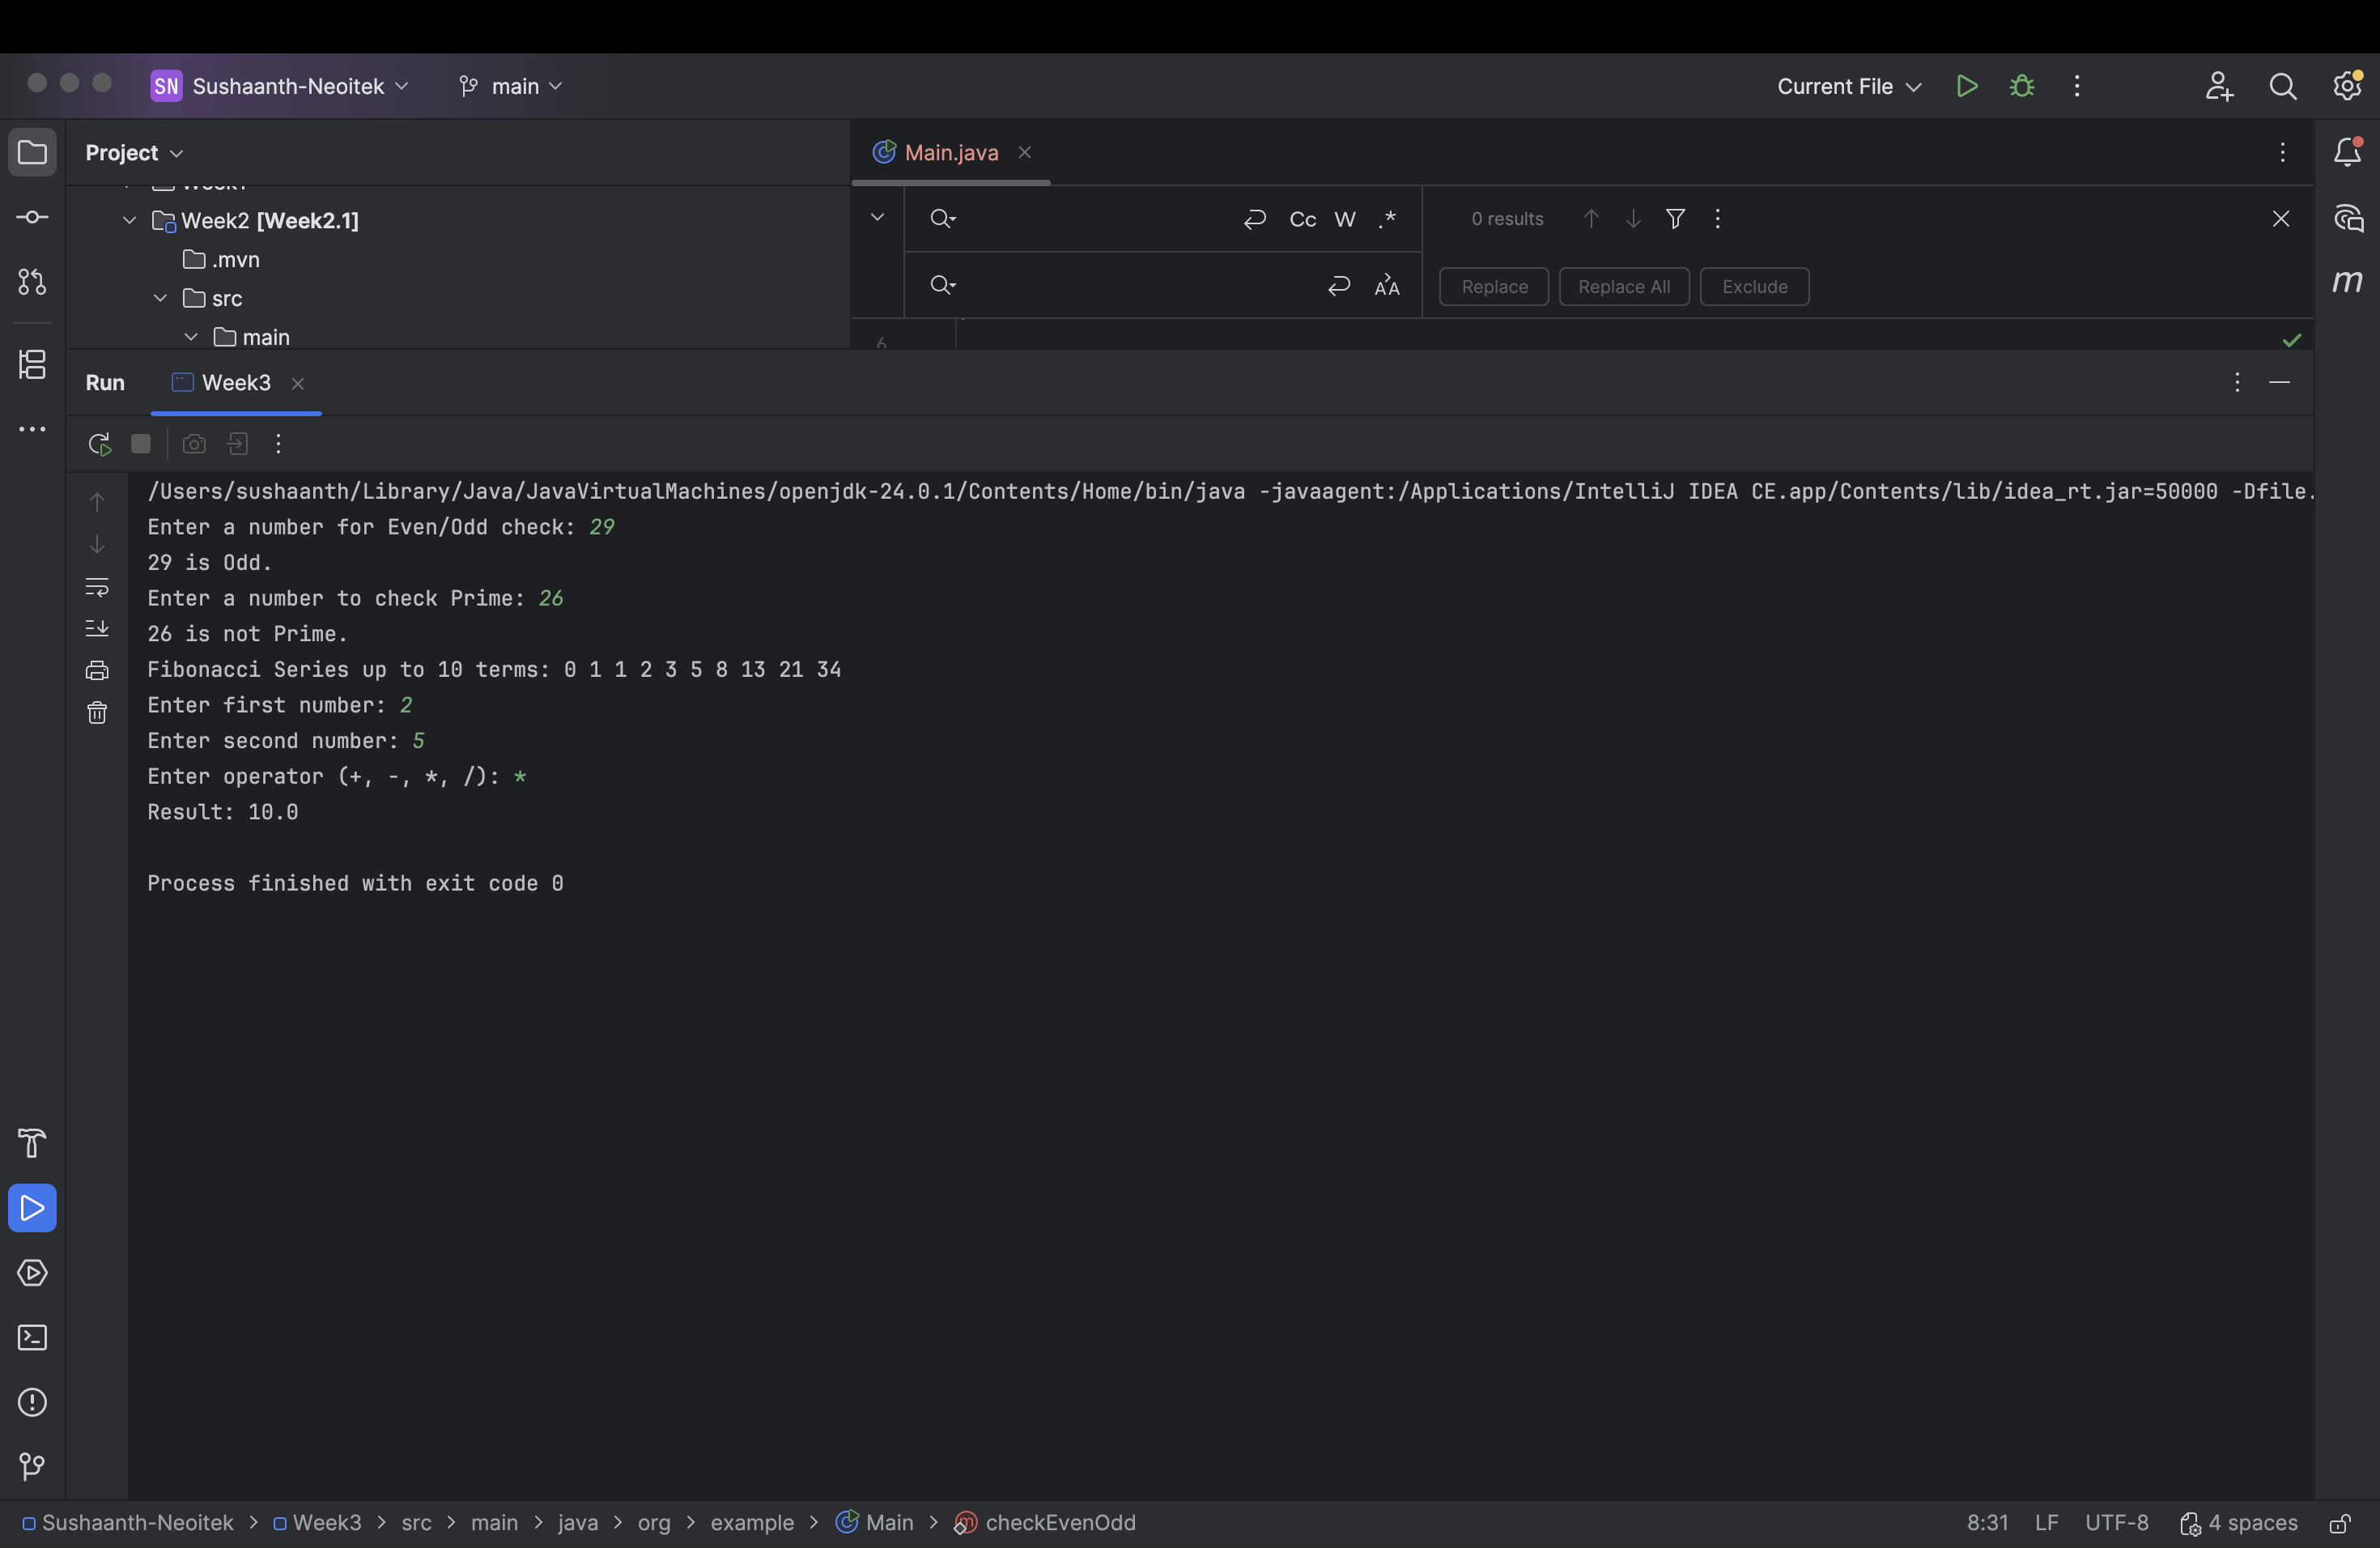 SN Sushaanth-Neoitek main Current File
Project
Main.java
Week2 [Week2.1]
.mvn
src
main
Cc W .*
0 results
Replace Replace All Exclude
6
Run Week3
/Users/sushaanth/Library/Java/JavaVirtualMachines/openjdk-24.0.1/Contents/Home/bin/java -javaagent:/Applications/IntelliJ IDEA CE.app/Contents/lib/idea_rt.jar=50000 -Dfile.
Enter a number for Even/Odd check: 29
29 is Odd.
Enter a number to check Prime: 26
26 is not Prime.
Fibonacci Series up to 10 terms: 0 1 1 2 3 5 8 13 21 34
Enter first number: 2
Enter second number: 5
Enter operator (+, -, *, /): *
Result: 10.0
Process finished with exit code 0
Sushaanth-Neoitek > Week3 > src > main > java > org > example > Main > checkEvenOdd 8:31 LF UTF-8 4 spaces